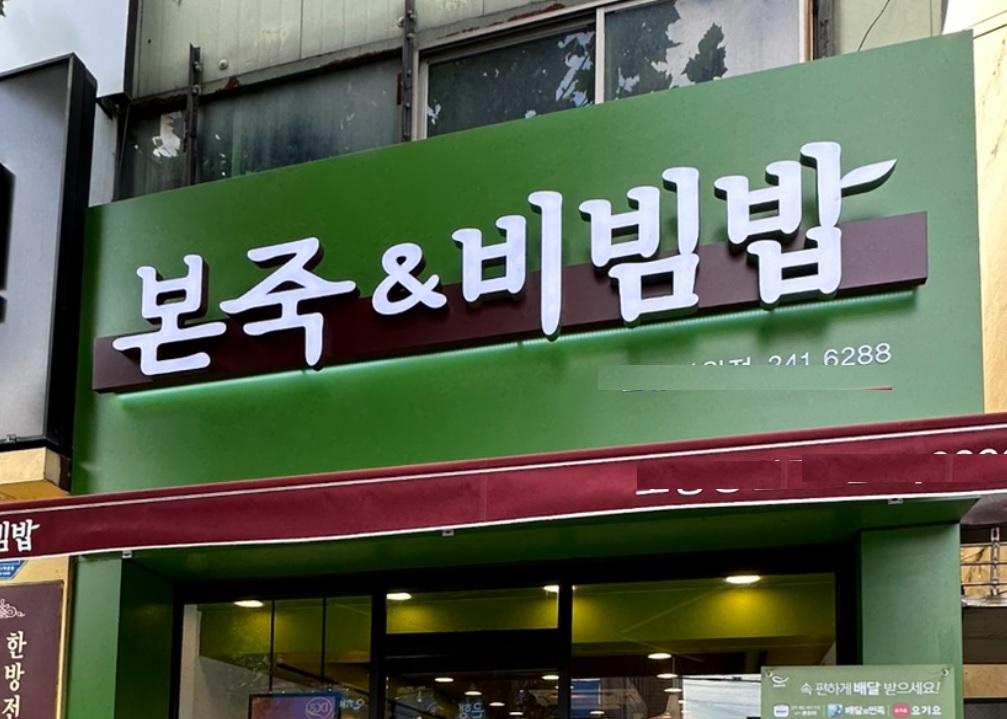 본죽&비빔밥
241 6288
빔밥
한방전
속 편하게 배달 받으세요!
배달의민족 요기요